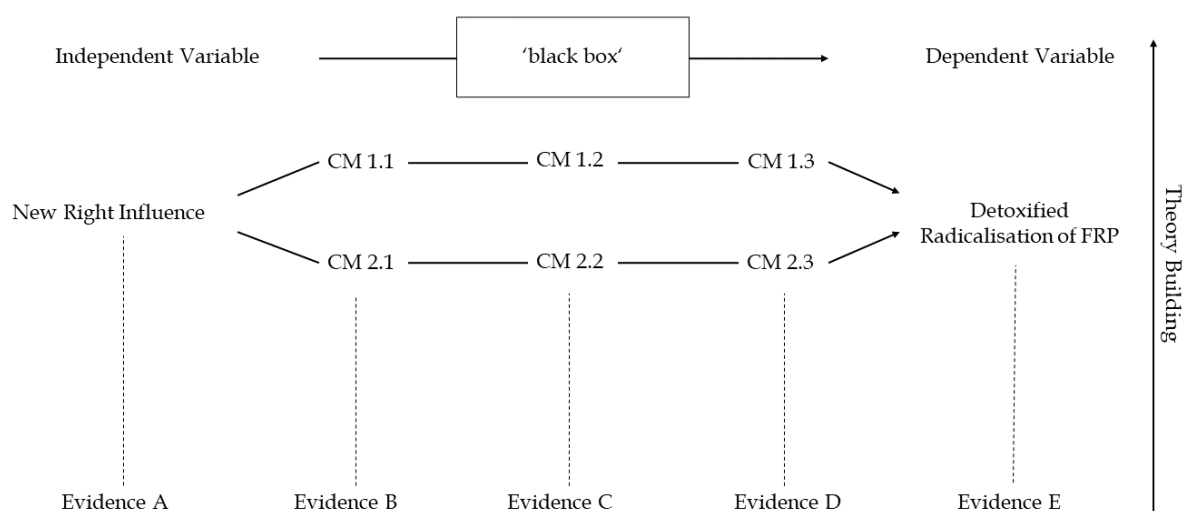 Independent Variable
'black box'
Dependent Variable
CM 1.1
CM 1.2
CM 1.3
New Right Influence
Detoxified
Radicalisation of FRP
CM 2.1
CM 2.2
CM 2.3
Theory Building
Evidence A
Evidence B
Evidence C
Evidence D
Evidence E